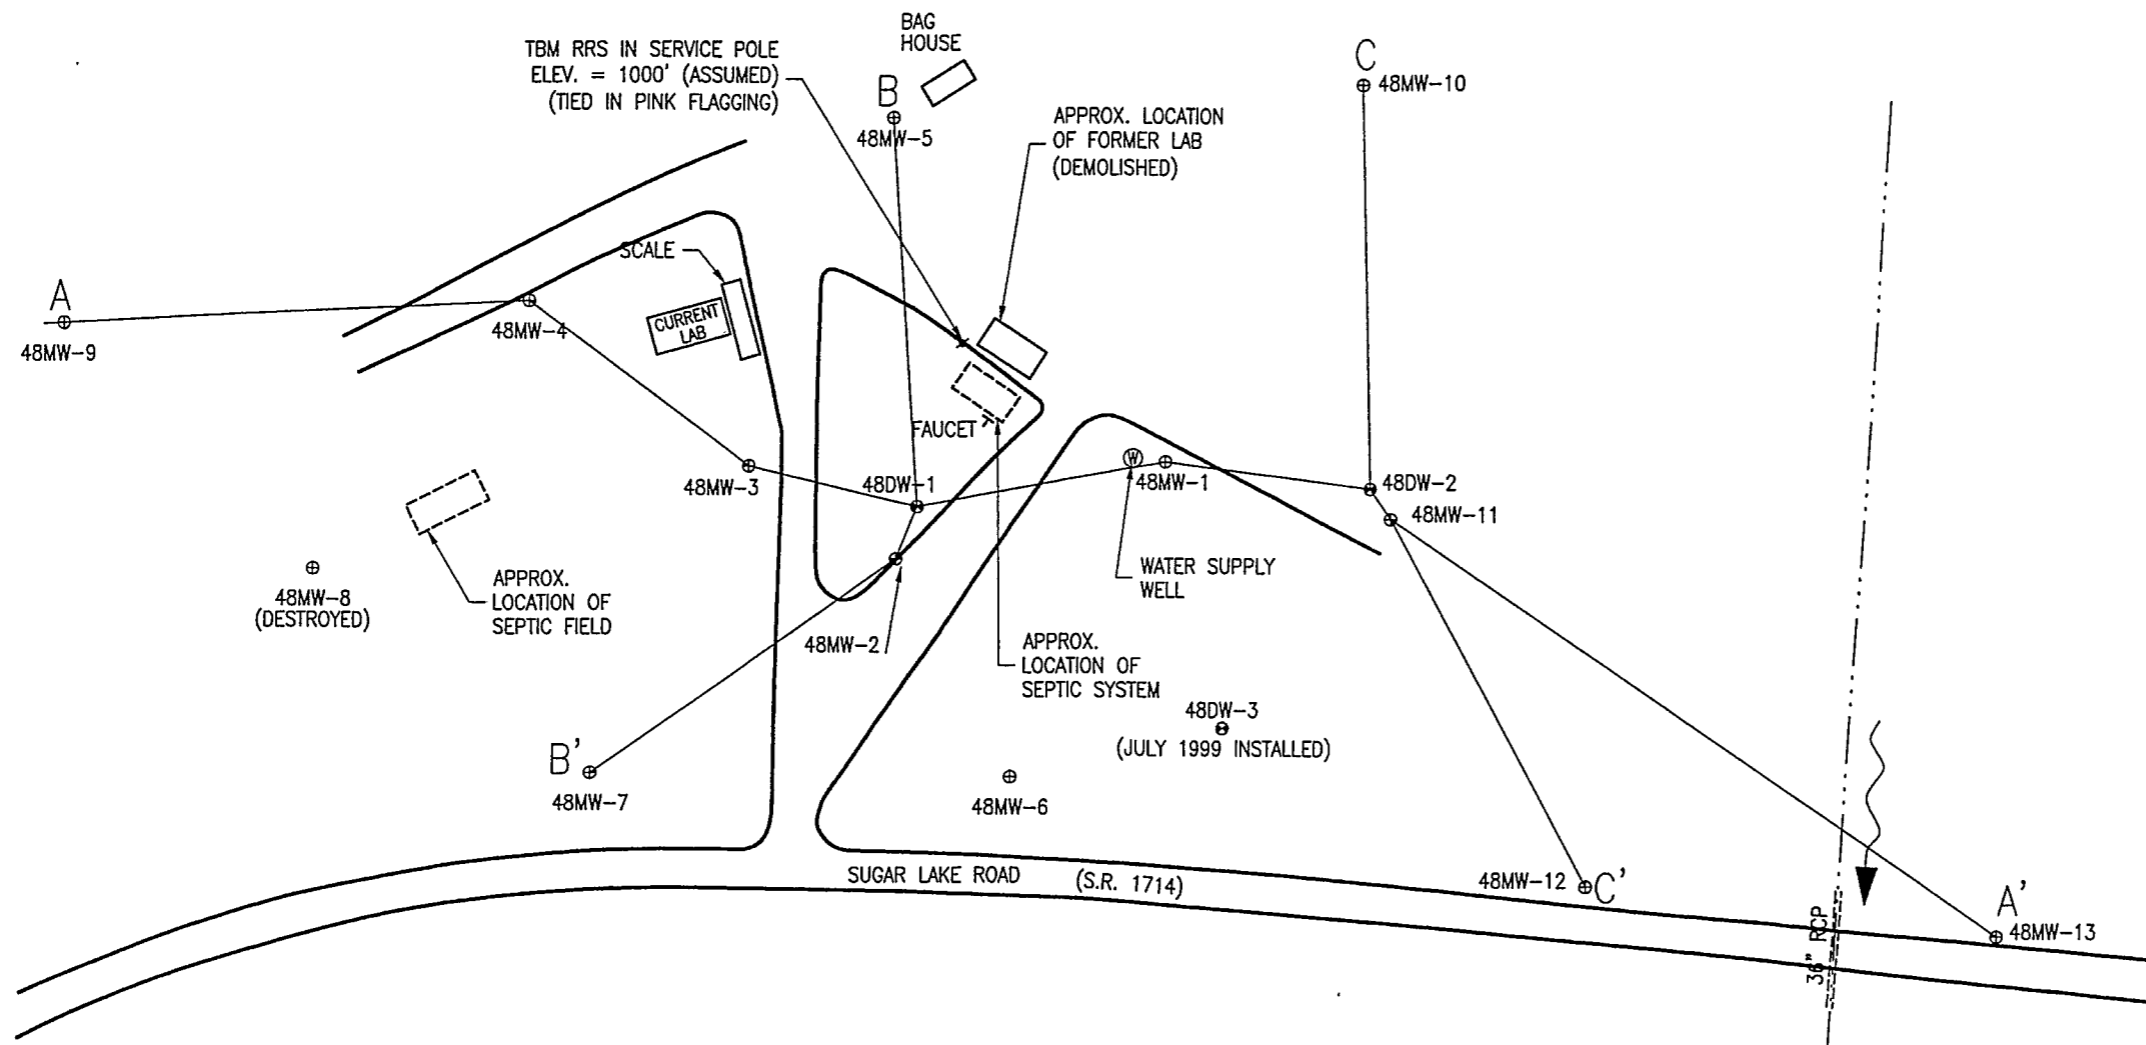 BAG
HOUSE
TBM RRS IN SERVICE POLE
ELEV. = 1000' (ASSUMED)
(TIED IN PINK FLAGGING)
B
48MW-5
C
48MW-10
APPROX. LOCATION
OF FORMER LAB
(DEMOLISHED)
SCALE
A
48MW-9
48MW-4
CURRENT
LAB
FAUCET
48MW-3
48DW-1
48MW-1
48DW-2
48MW-11
48MW-8
(DESTROYED)
APPROX.
LOCATION OF
SEPTIC FIELD
WATER SUPPLY
WELL
W
48MW-2
APPROX.
LOCATION OF
SEPTIC SYSTEM
48DW-3
(JULY 1999 INSTALLED)
B'
48MW-7
48MW-6
SUGAR LAKE ROAD (S.R. 1714)
48MW-12
C'
36" RCP
A'
48MW-13